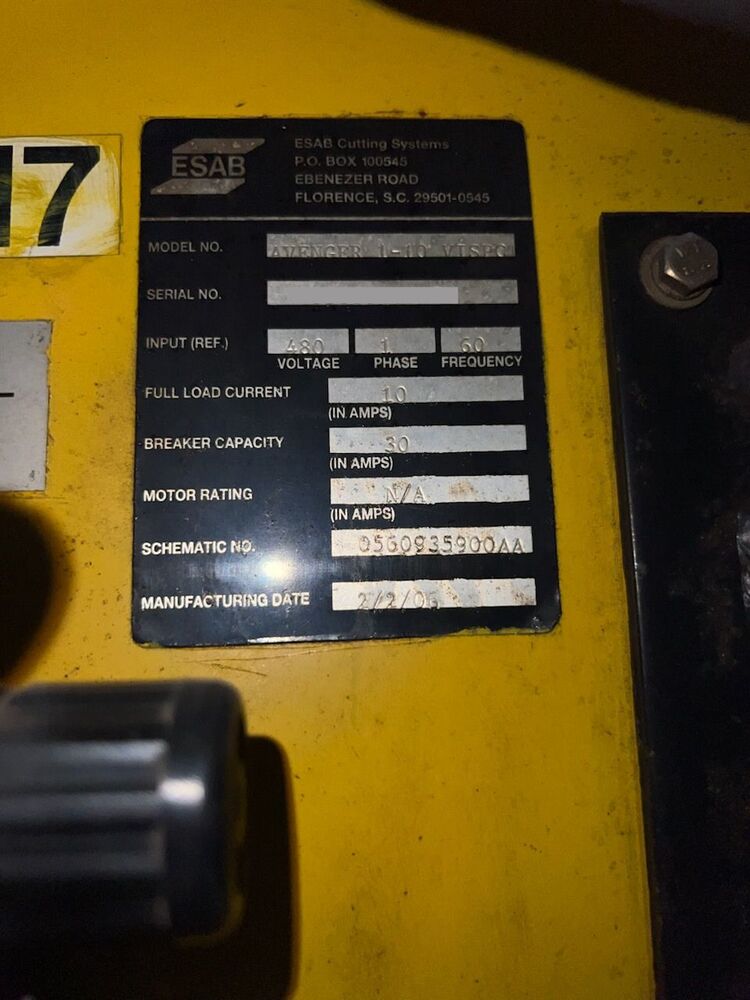 17
ESAB
ESAB Cutting Systems
P.O. BOX 100545
EBENEZER ROAD
FLORENCE, S.C. 29501-0545
MODEL NO. AVENGER 1-10' VISPC
SERIAL NO.
INPUT (REF.) 480 1 60
VOLTAGE PHASE FREQUENCY
FULL LOAD CURRENT 10
(IN AMPS)
BREAKER CAPACITY 30
(IN AMPS)
MOTOR RATING N/A
(IN AMPS)
SCHEMATIC NO. 0560935900AA
MANUFACTURING DATE